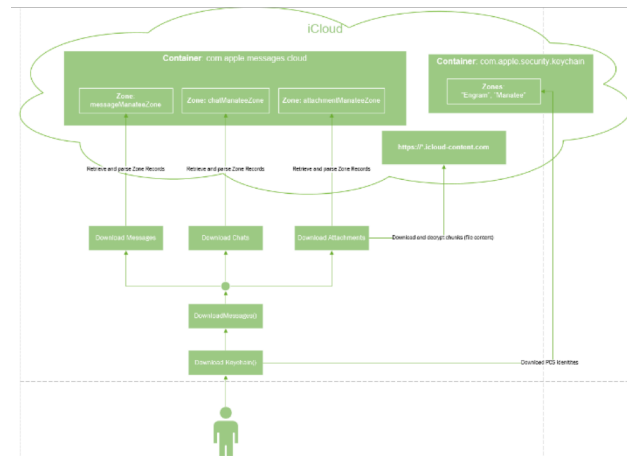 iCloud
Container: com.apple.messages.cloud
Container: com.apple.security.keychain
Zone:
messageManateeZone
Zone: chatManateeZone
Zone: attachmentManateeZone
Zones
"Engram", "Manatee"
https://*.icloud-content.com
Retrieve and parse Zone Records
Retrieve and parse Zone Records
Retrieve and parse Zone Records
Download Messages
Download Chats
Download Attachments
Download and decrypt chunks (file content)
DownloadMessages()
Download Keychain()
Download PCS Identities